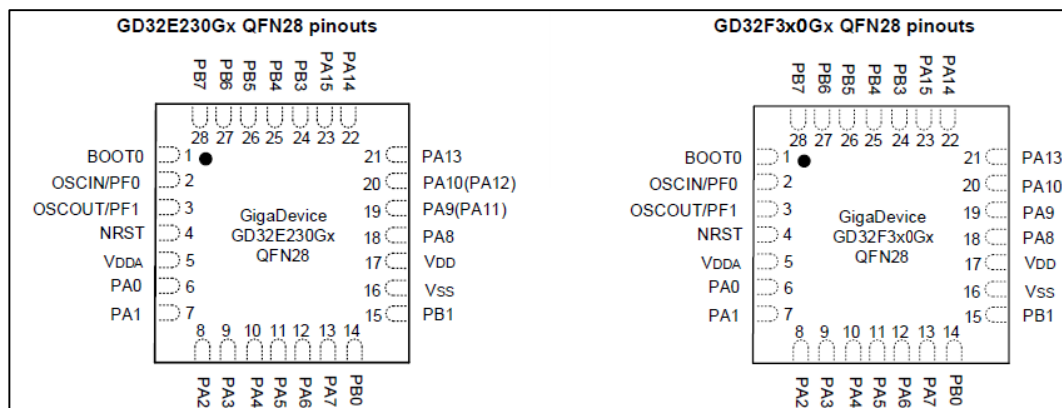 GD32E230Gx QFN28 pinouts
PB7 PB6 PB5 PB4 PB3 PA15 PA14
28 27 26 25 24 23 22
BOOT0 1 21 PA13
OSCIN/PF0 2 20 PA10(PA12)
OSCOUT/PF1 3 19 PA9(PA11)
NRST 4 18 PA8
VDDA 5 17 VDD
PA0 6 16 VSS
PA1 7 15 PB1
GigaDevice
GD32E230Gx
QFN28
8 9 10 11 12 13 14
PA2 PA3 PA4 PA5 PA6 PA7 PB0
GD32F3x0Gx QFN28 pinouts
PB7 PB6 PB5 PB4 PB3 PA15 PA14
28 27 26 25 24 23 22
BOOT0 1 21 PA13
OSCIN/PF0 2 20 PA10
OSCOUT/PF1 3 19 PA9
NRST 4 18 PA8
VDDA 5 17 VDD
PA0 6 16 VSS
PA1 7 15 PB1
GigaDevice
GD32F3x0Gx
QFN28
8 9 10 11 12 13 14
PA2 PA3 PA4 PA5 PA6 PA7 PB0